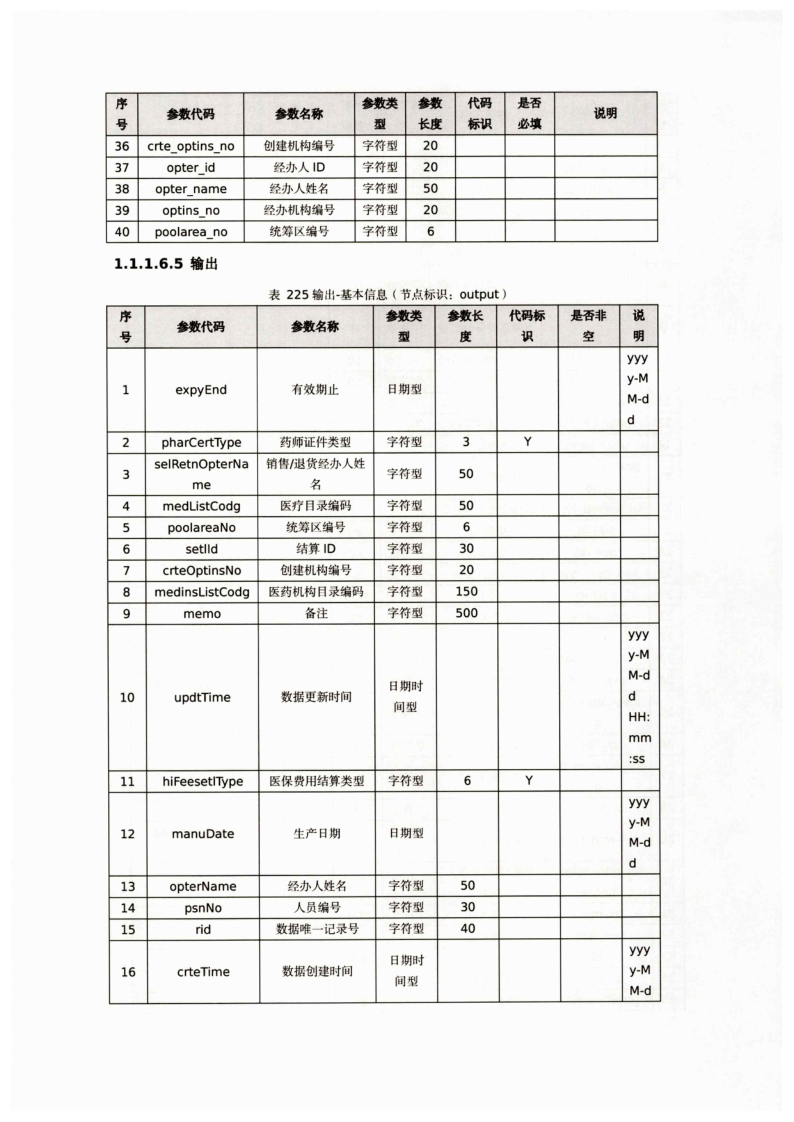 序号 参数代码 参数名称 参数类型 参数长度 代码标识 是否必填 说明
36 crte_optins_no 创建机构编号 字符型 20
37 opter_id 经办人 ID 字符型 20
38 opter_name 经办人姓名 字符型 50
39 optins_no 经办机构编号 字符型 20
40 poolarea_no 统筹区编号 字符型 6
1.1.1.6.5 输出
表 225 输出-基本信息（节点标识：output）
序号 参数代码 参数名称 参数类型 参数长度 代码标识 是否非空 说明
1 expyEnd 有效期止 日期型 yyyy-MM-dd
2 pharCertType 药师证件类型 字符型 3 Y
3 selRetnOpterName 销售/退货经办人姓名 字符型 50
4 medListCodg 医疗目录编码 字符型 50
5 poolareaNo 统筹区编号 字符型 6
6 setlId 结算 ID 字符型 30
7 crteOptinsNo 创建机构编号 字符型 20
8 medinsListCodg 医药机构目录编码 字符型 150
9 memo 备注 字符型 500
10 updtTime 数据更新时间 日期时间型 yyyy-MM-dd HH:mm:ss
11 hiFeesetlType 医保费用结算类型 字符型 6 Y
12 manuDate 生产日期 日期型 yyyy-MM-dd
13 opterName 经办人姓名 字符型 50
14 psnNo 人员编号 字符型 30
15 rid 数据唯一记录号 字符型 40
16 crteTime 数据创建时间 日期时间型 yyyy-MM-d